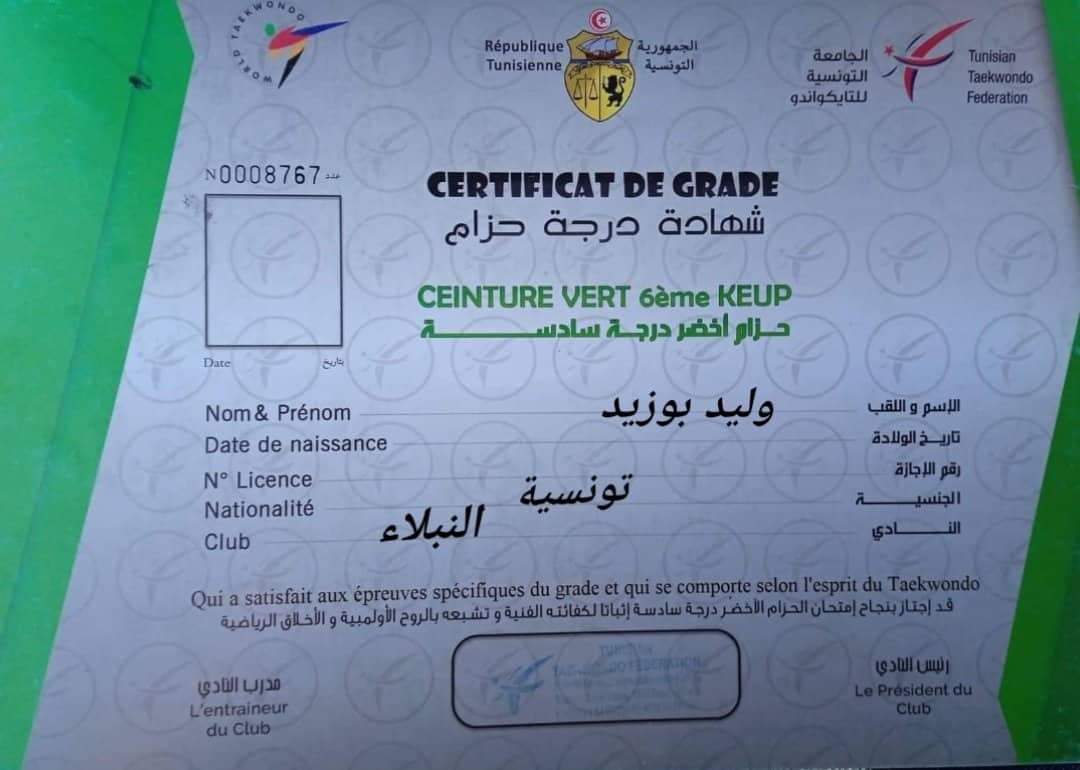 WORLD TAEKWONDO
République الجمهورية
Tunisienne التونسية
الجامعة
التونسية
للتايكواندو
Tunisian
Taekwondo
Federation
N0008767 عدد
CERTIFICAT DE GRADE
شهادة درجة حزام
CEINTURE VERT 6ème KEUP
حزام أخضر درجة سادسة
Date بتاريخ
Nom & Prénom وليد بوزيد الإسم و اللقب
Date de naissance تاريخ الولادة
N° Licence رقم الإجازة
Nationalité تونسية الجنسية
Club النبلاء النادي
Qui a satisfait aux épreuves spécifiques du grade et qui se comporte selon l'esprit du Taekwondo
قد إجتاز بنجاح إمتحان الحزام الأخضر درجة سادسة إثباتا لكفائته الفنية و تشبعه بالروح الأولمبية و الأخلاق الرياضية
TUNISIAN
TAEKWONDO FEDERATION
مدرب النادي
L'entraineur
du Club
رئيس النادي
Le Président du
Club